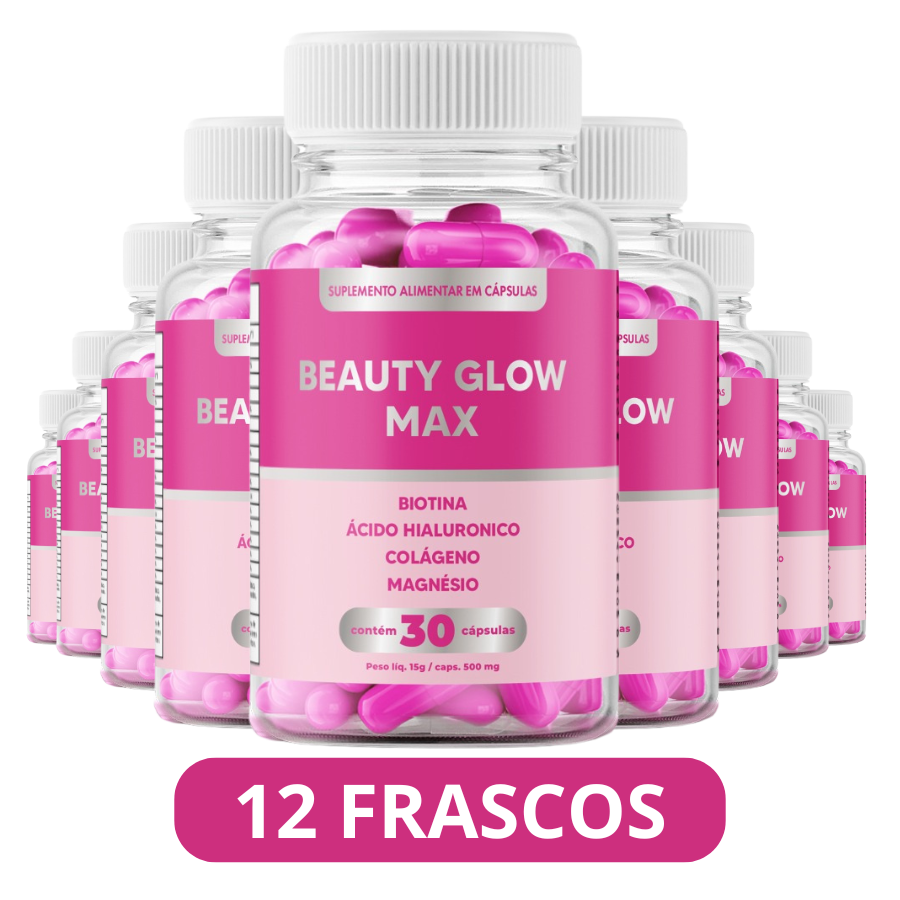 SUPLEMENTO ALIMENTAR EM CÁPSULAS
BEAUTY GLOW
MAX
BIOTINA
ÁCIDO HIALURONICO
COLÁGENO
MAGNÉSIO
contém 30 cápsulas
Peso líq. 15g / caps. 500 mg
12 FRASCOS